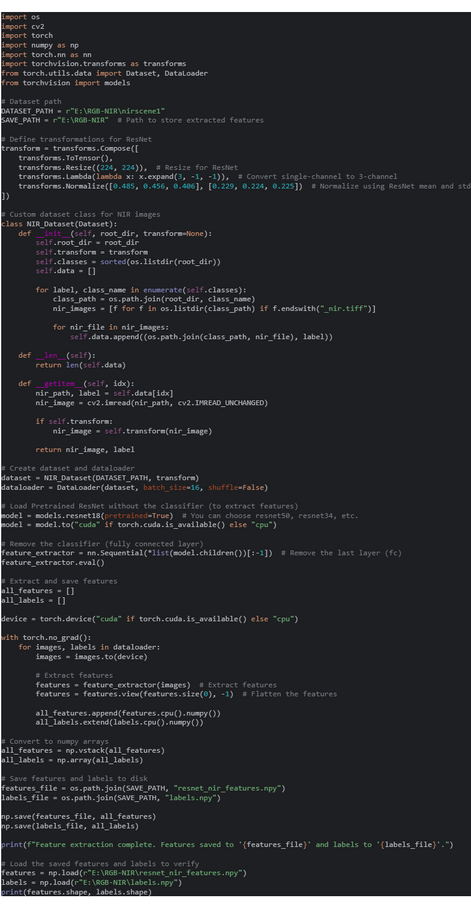 import os
import cv2
import torch
import numpy as np
import torch.nn as nn
import torchvision.transforms as transforms
from torch.utils.data import Dataset, DataLoader
from torchvision import models

# Dataset path
DATASET_PATH = r"E:\RGB-NIR\nirscene1"
SAVE_PATH = r"E:\RGB-NIR"  # Path to store extracted features

# Define transformations for ResNet
transform = transforms.Compose([
    transforms.ToTensor(),
    transforms.Resize((224, 224)),  # Resize for ResNet
    transforms.Lambda(lambda x: x.expand(3, -1, -1)),  # Convert single-channel to 3-channel
    transforms.Normalize([0.485, 0.456, 0.406], [0.229, 0.224, 0.225])  # Normalize using ResNet mean and std
])

# Custom dataset class for NIR images
class NIR_Dataset(Dataset):
    def __init__(self, root_dir, transform=None):
        self.root_dir = root_dir
        self.transform = transform
        self.classes = sorted(os.listdir(root_dir))
        self.data = []

        for label, class_name in enumerate(self.classes):
            class_path = os.path.join(root_dir, class_name)
            nir_images = [f for f in os.listdir(class_path) if f.endswith("_nir.tiff")]

            for nir_file in nir_images:
                self.data.append((os.path.join(class_path, nir_file), label))

    def __len__(self):
        return len(self.data)

    def __getitem__(self, idx):
        nir_path, label = self.data[idx]
        nir_image = cv2.imread(nir_path, cv2.IMREAD_UNCHANGED)

        if self.transform:
            nir_image = self.transform(nir_image)

        return nir_image, label

# Create dataset and dataloader
dataset = NIR_Dataset(DATASET_PATH, transform)
dataloader = DataLoader(dataset, batch_size=16, shuffle=False)

# Load Pretrained ResNet without the classifier (to extract features)
model = models.resnet18(pretrained=True)  # You can choose resnet50, resnet34, etc.
model = model.to("cuda" if torch.cuda.is_available() else "cpu")

# Remove the classifier (fully connected layer)
feature_extractor = nn.Sequential(*list(model.children())[:-1])  # Remove the last layer (fc)
feature_extractor.eval()

# Extract and save features
all_features = []
all_labels = []

device = torch.device("cuda" if torch.cuda.is_available() else "cpu")

with torch.no_grad():
    for images, labels in dataloader:
        images = images.to(device)

        # Extract features
        features = feature_extractor(images)  # Extract features
        features = features.view(features.size(0), -1)  # Flatten the features

        all_features.append(features.cpu().numpy())
        all_labels.extend(labels.cpu().numpy())

# Convert to numpy arrays
all_features = np.vstack(all_features)
all_labels = np.array(all_labels)

# Save features and labels to disk
features_file = os.path.join(SAVE_PATH, "resnet_nir_features.npy")
labels_file = os.path.join(SAVE_PATH, "labels.npy")

np.save(features_file, all_features)
np.save(labels_file, all_labels)

print(f"Feature extraction complete. Features saved to '{features_file}' and labels to '{labels_file}'.")

# Load the saved features and labels to verify
features = np.load(r"E:\RGB-NIR\resnet_nir_features.npy")
labels = np.load(r"E:\RGB-NIR\labels.npy")
print(features.shape, labels.shape)